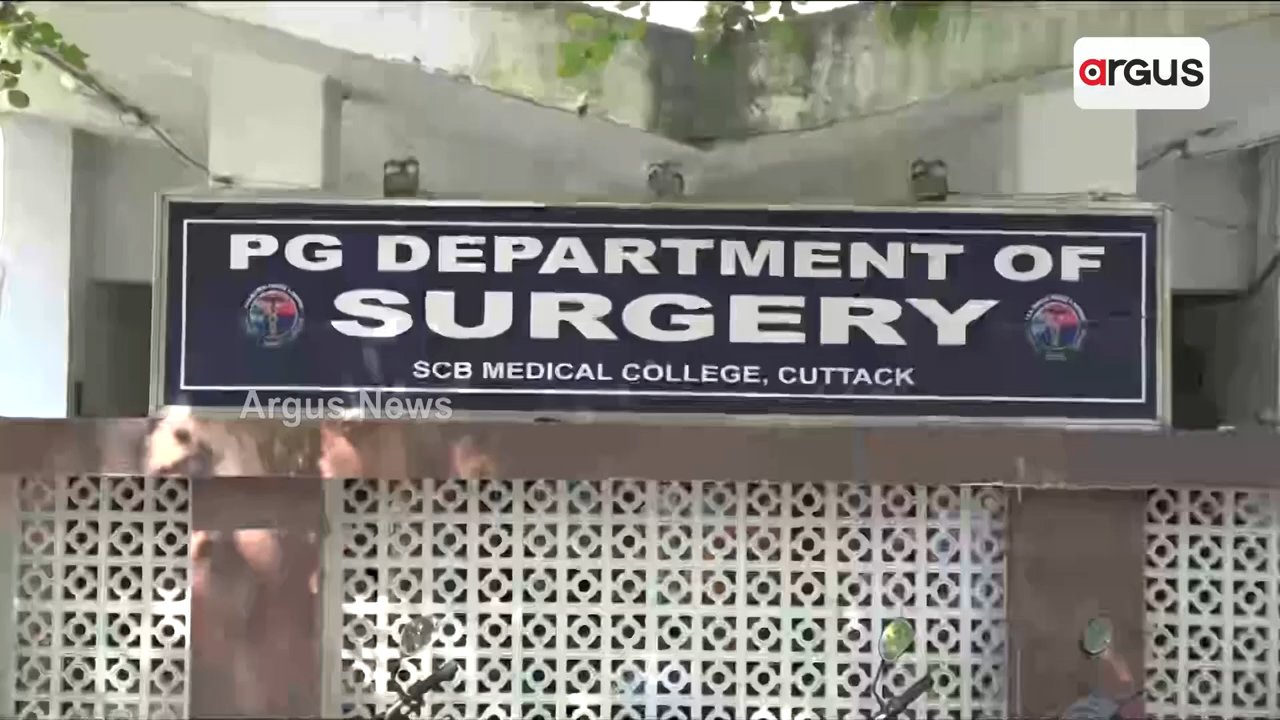 argus
PG DEPARTMENT OF
SURGERY
SCB MEDICAL COLLEGE, CUTTACK
Argus News